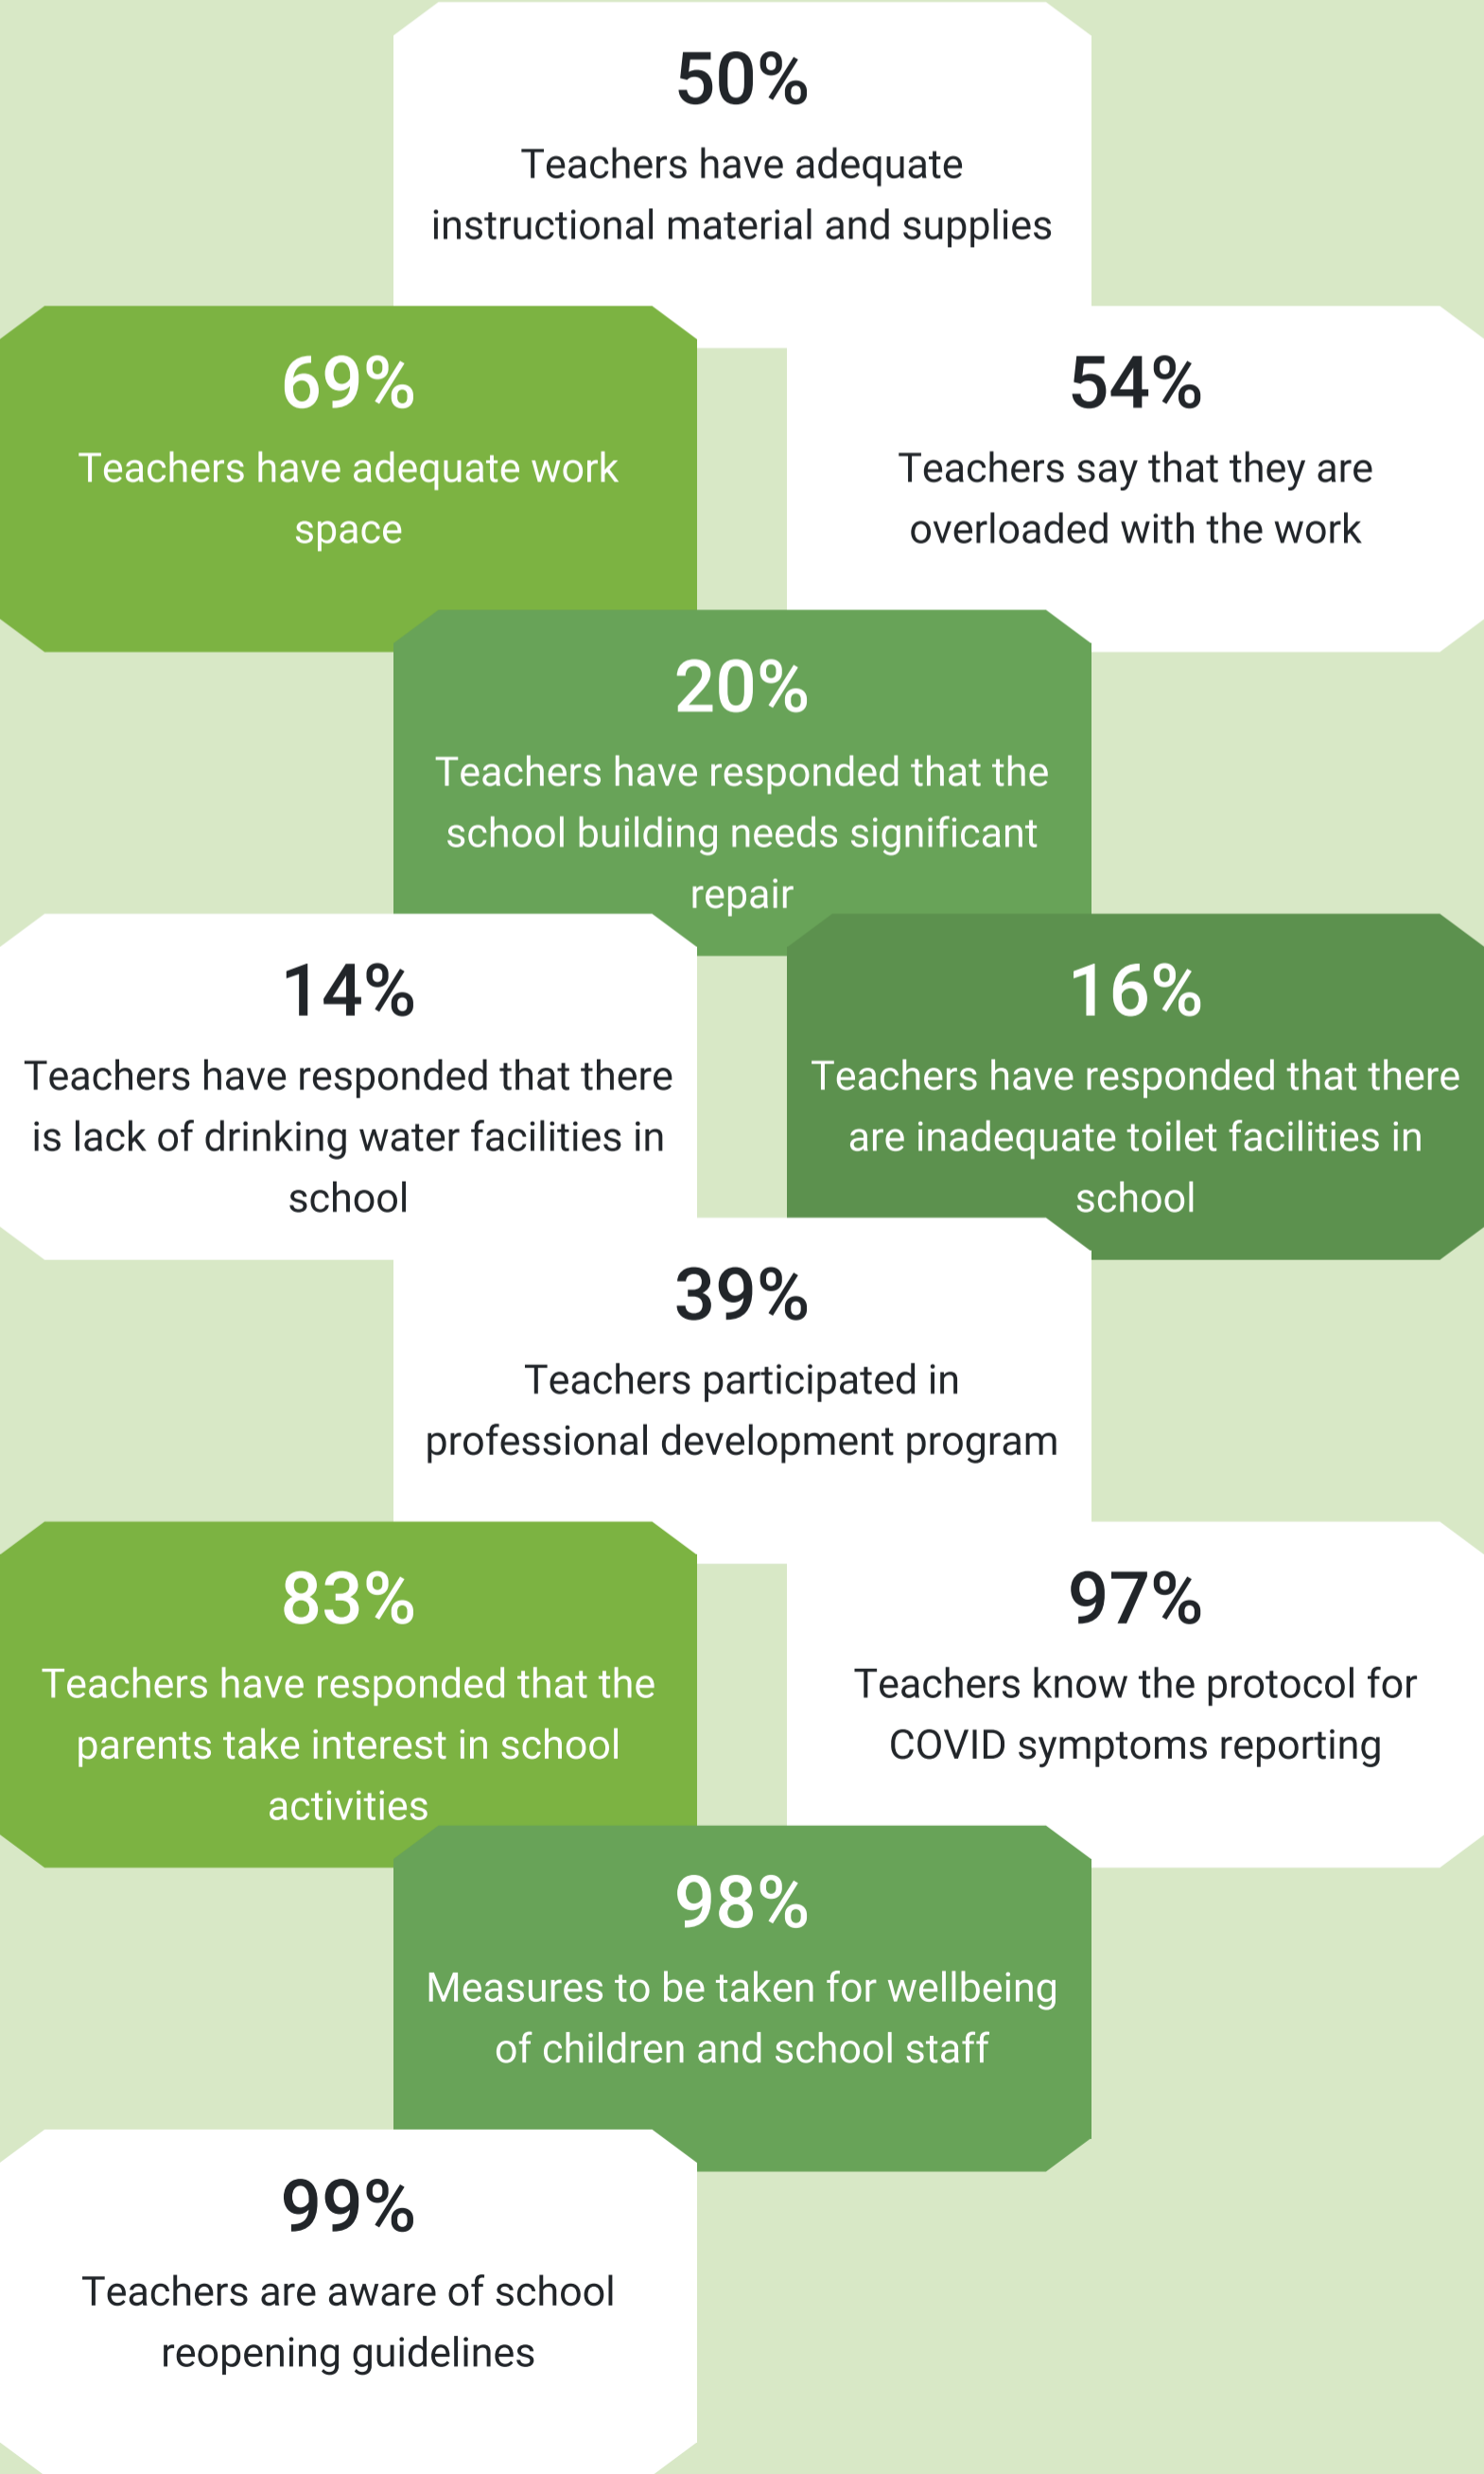 50%
Teachers have adequate
instructional material and supplies
69%
Teachers have adequate work
space
54%
Teachers say that they are
overloaded with the work
20%
Teachers have responded that the
school building needs significant
repair
14%
Teachers have responded that there
is lack of drinking water facilities in
school
16%
Teachers have responded that there
are inadequate toilet facilities in
school
39%
Teachers participated in
professional development program
83%
Teachers have responded that the
parents take interest in school
activities
97%
Teachers know the protocol for
COVID symptoms reporting
98%
Measures to be taken for wellbeing
of children and school staff
99%
Teachers are aware of school
reopening guidelines